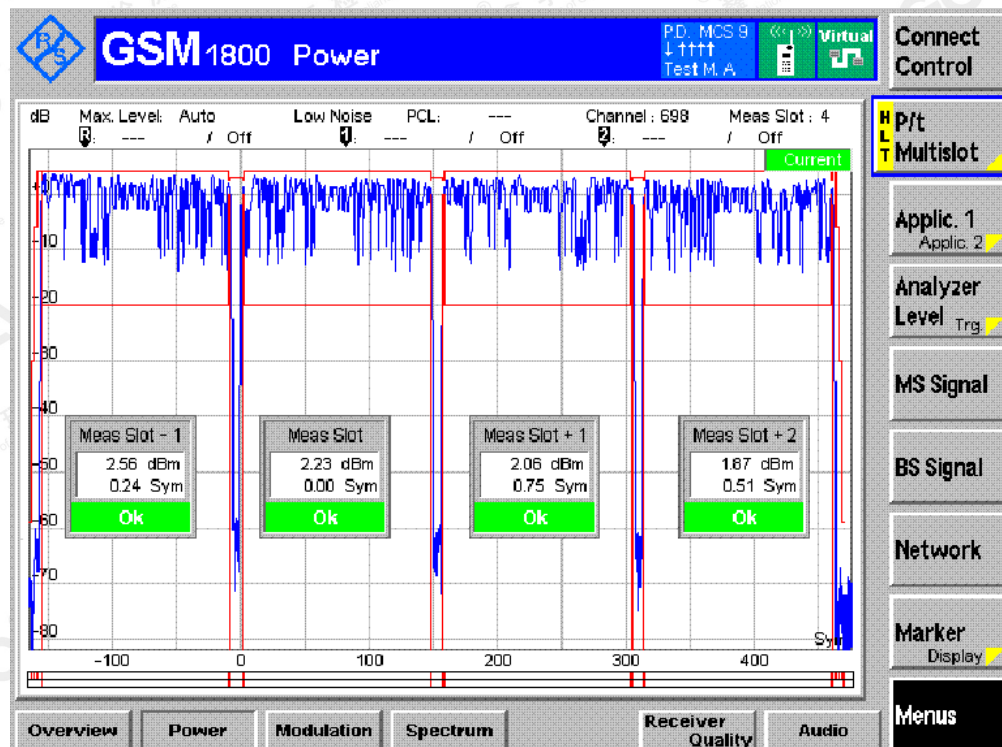 R&S
GSM 1800 Power
P.D. MCS 9
↓ ↑↑↑↑
Test M. A
Virtual
Connect Control
dB Max. Level: Auto Low Noise PCL: --- Channel : 698 Meas Slot : 4
R: --- / Off 1: --- / Off 2: --- / Off
Current
HLT P/t Multislot
Applic. 1
Applic. 2
Analyzer Level Trg.
MS Signal
BS Signal
Network
Marker
Display
Menus
-10
-20
-30
-40
-50
-60
-70
-80
Meas Slot - 1
2.56 dBm
0.24 Sym
Ok
Meas Slot
2.23 dBm
0.00 Sym
Ok
Meas Slot + 1
2.06 dBm
0.75 Sym
Ok
Meas Slot + 2
1.87 dBm
0.51 Sym
Ok
Sym
-100 0 100 200 300 400
Overview Power Modulation Spectrum Receiver Quality Audio